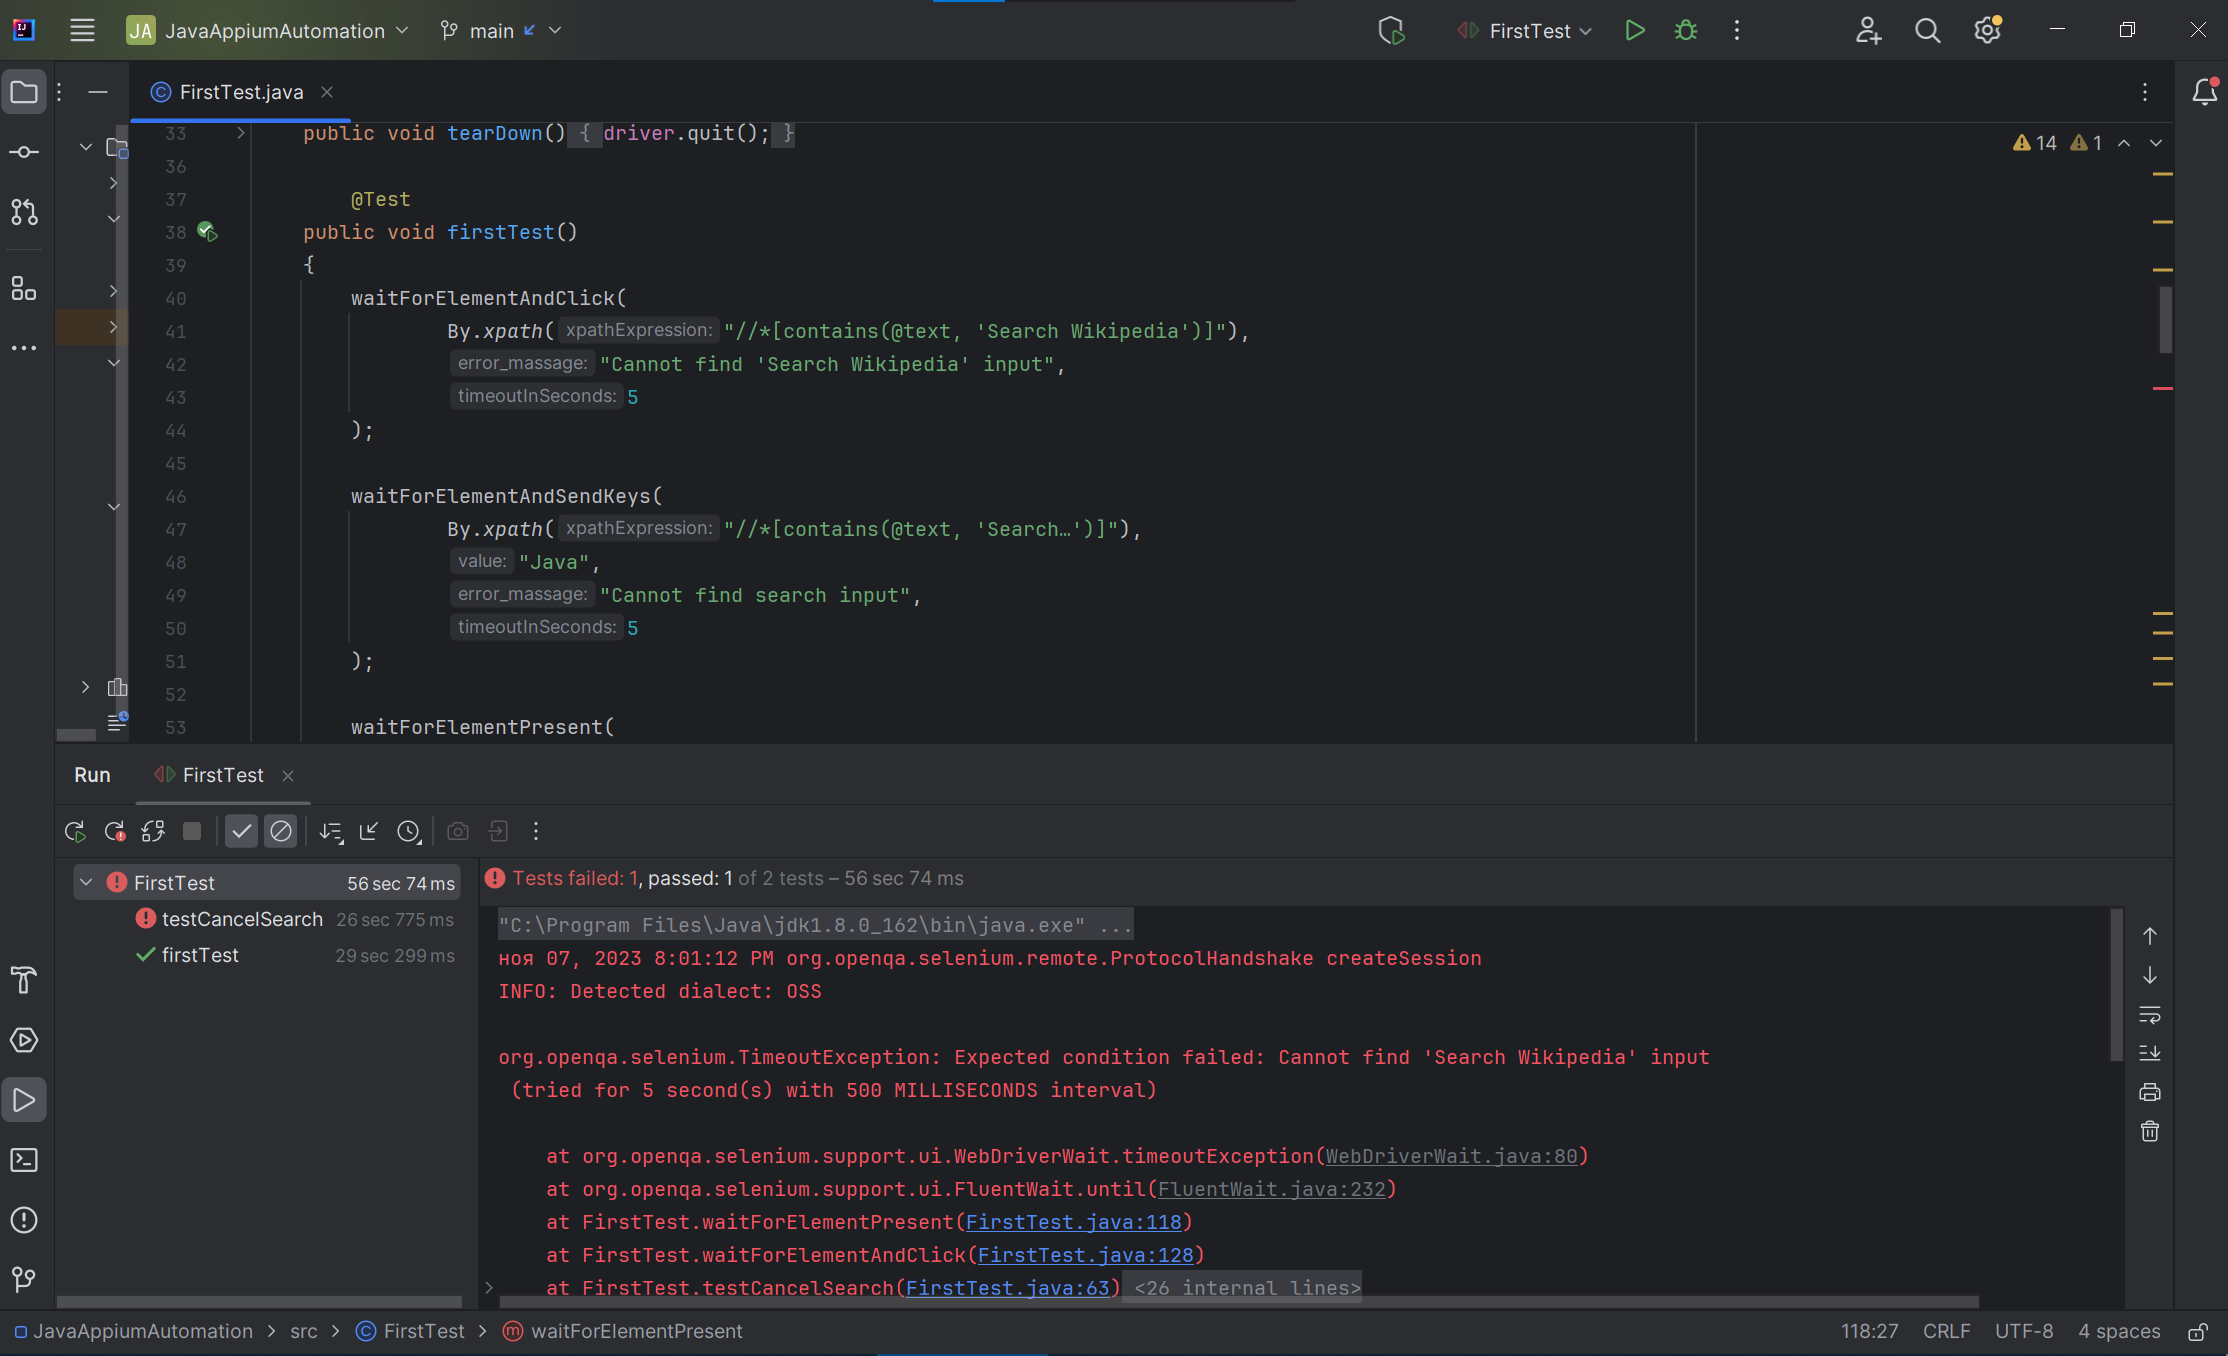 JA JavaAppiumAutomation main FirstTest
FirstTest.java
14 1
33 public void tearDown() { driver.quit(); }
36
37 @Test
38 public void firstTest()
39 {
40 waitForElementAndClick(
41 By.xpath( xpathExpression: "//*[contains(@text, 'Search Wikipedia')]"),
42 error_massage: "Cannot find 'Search Wikipedia' input",
43 timeoutInSeconds: 5
44 );
45
46 waitForElementAndSendKeys(
47 By.xpath( xpathExpression: "//*[contains(@text, 'Search…')]"),
48 value: "Java",
49 error_massage: "Cannot find search input",
50 timeoutInSeconds: 5
51 );
52
53 waitForElementPresent(
Run FirstTest
FirstTest 56 sec 74 ms
testCancelSearch 26 sec 775 ms
firstTest 29 sec 299 ms
Tests failed: 1, passed: 1 of 2 tests – 56 sec 74 ms
"C:\Program Files\Java\jdk1.8.0_162\bin\java.exe" ...
ноя 07, 2023 8:01:12 PM org.openqa.selenium.remote.ProtocolHandshake createSession
INFO: Detected dialect: OSS
org.openqa.selenium.TimeoutException: Expected condition failed: Cannot find 'Search Wikipedia' input
(tried for 5 second(s) with 500 MILLISECONDS interval)
at org.openqa.selenium.support.ui.WebDriverWait.timeoutException(WebDriverWait.java:80)
at org.openqa.selenium.support.ui.FluentWait.until(FluentWait.java:232)
at FirstTest.waitForElementPresent(FirstTest.java:118)
at FirstTest.waitForElementAndClick(FirstTest.java:128)
at FirstTest.testCancelSearch(FirstTest.java:63) <26 internal lines>
JavaAppiumAutomation > src > FirstTest > waitForElementPresent 118:27 CRLF UTF-8 4 spaces